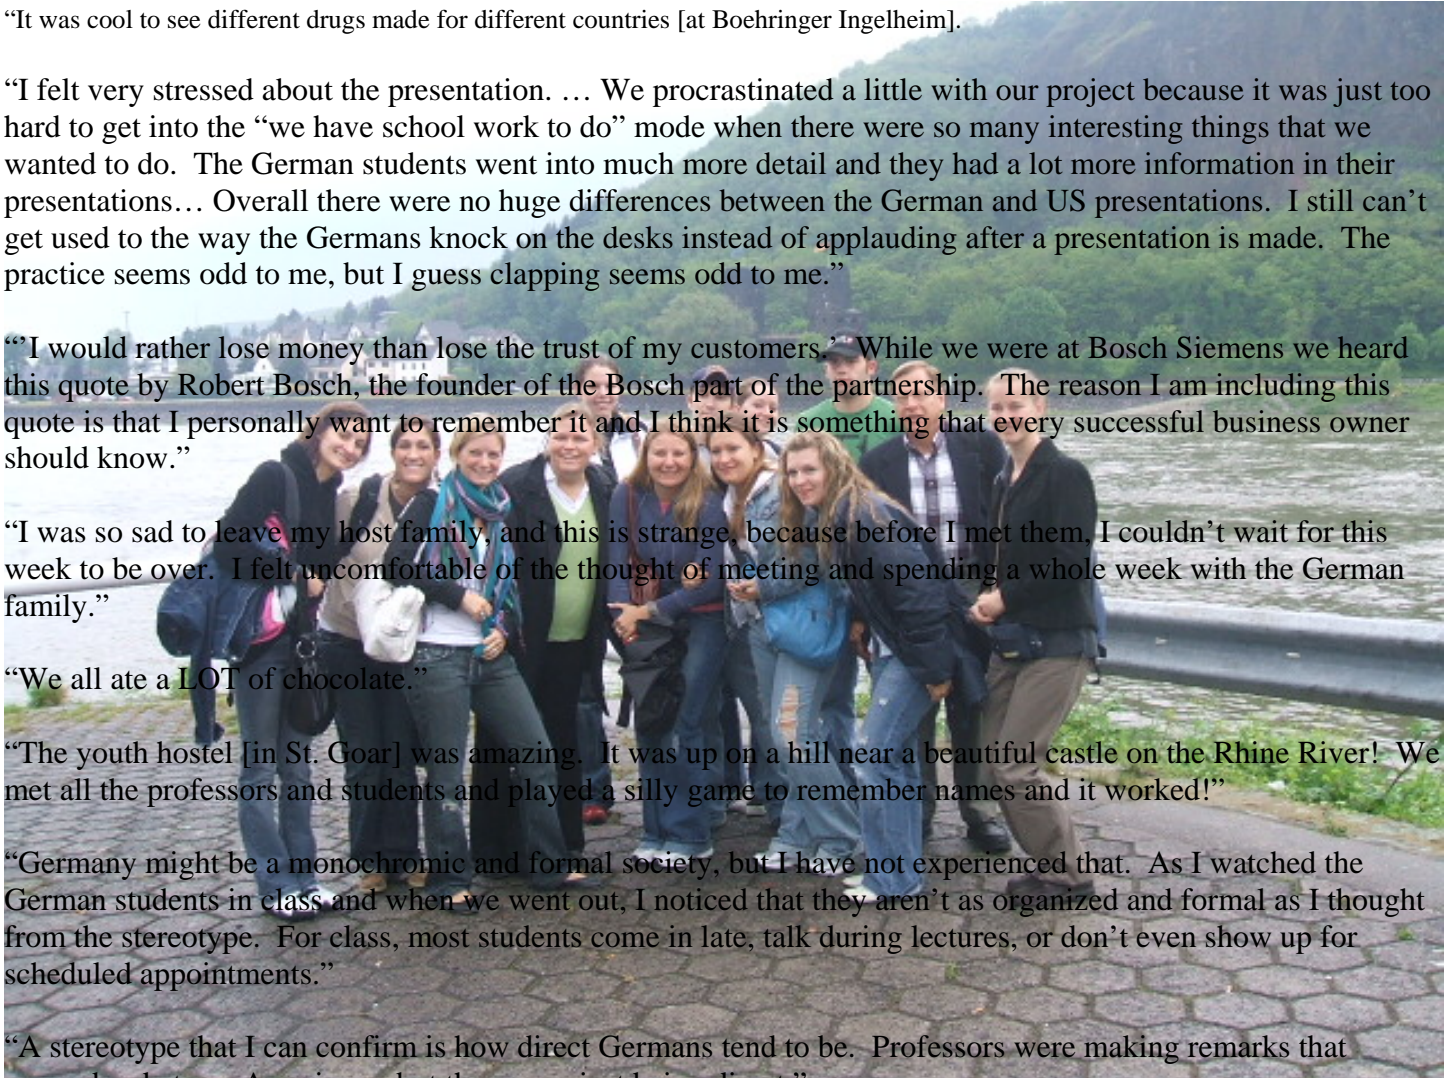 “It was cool to see different drugs made for different countries [at Boehringer Ingelheim].
“I felt very stressed about the presentation. … We procrastinated a little with our project because it was just too
hard to get into the “we have school work to do” mode when there were so many interesting things that we
wanted to do.  The German students went into much more detail and they had a lot more information in their
presentations… Overall there were no huge differences between the German and US presentations.  I still can’t
get used to the way the Germans knock on the desks instead of applauding after a presentation is made.  The
practice seems odd to me, but I guess clapping seems odd to me.”
“’I would rather lose money than lose the trust of my customers.’  While we were at Bosch Siemens we heard
this quote by Robert Bosch, the founder of the Bosch part of the partnership.  The reason I am including this
quote is that I personally want to remember it and I think it is something that every successful business owner
should know.”
“I was so sad to leave my host family, and this is strange, because before I met them, I couldn’t wait for this
week to be over.  I felt uncomfortable of the thought of meeting and spending a whole week with the German
family.”
“We all ate a LOT of chocolate.”
“The youth hostel [in St. Goar] was amazing.  It was up on a hill near a beautiful castle on the Rhine River!  We
met all the professors and students and played a silly game to remember names and it worked!”
“Germany might be a monochromic and formal society, but I have not experienced that.  As I watched the
German students in class and when we went out, I noticed that they aren’t as organized and formal as I thought
from the stereotype.  For class, most students come in late, talk during lectures, or don’t even show up for
scheduled appointments.”
“A stereotype that I can confirm is how direct Germans tend to be.  Professors were making remarks that